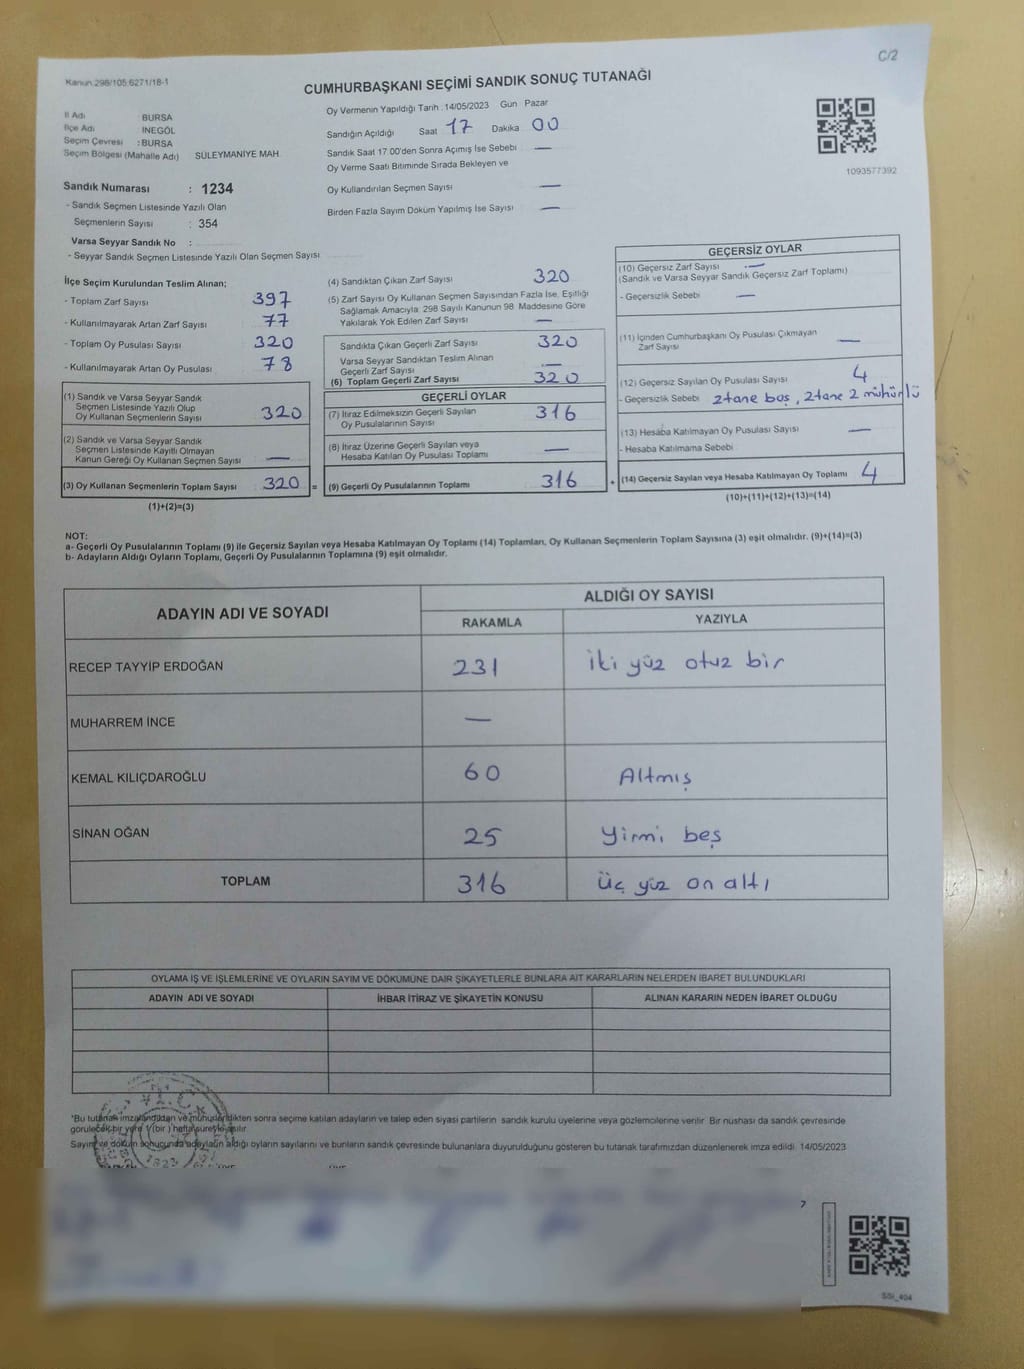 C/2
Kanun 298/105 6271/18-1
CUMHURBAŞKANI SEÇİMİ SANDIK SONUÇ TUTANAĞI
İl Adı BURSA
İlçe Adı İNEGÖL
Seçim Çevresi : BURSA
Seçim Bölgesi (Mahalle Adı) SÜLEYMANİYE MAH.
Sandık Numarası : 1234
- Sandık Seçmen Listesinde Yazılı Olan
Seçmenlerin Sayısı : 354
Varsa Seyyar Sandık No :
- Seyyar Sandık Seçmen Listesinde Yazılı Olan Seçmen Sayısı
Oy Vermenin Yapıldığı Tarih : 14/05/2023 Gün Pazar
Sandığın Açıldığı Saat 17 Dakika 00
Sandık Saat 17 00'den Sonra Açımış İse Sebebi —
Oy Verme Saati Bitiminde Sırada Bekleyen ve
Oy Kullandırılan Seçmen Sayısı —
Birden Fazla Sayım Döküm Yapılmış İse Sayısı —
1093577392
İlçe Seçim Kurulundan Teslim Alınan;
- Toplam Zarf Sayısı 397
- Kullanılmayarak Artan Zarf Sayısı 77
- Toplam Oy Pusulası Sayısı 320
- Kullanılmayarak Artan Oy Pusulası 78
(1) Sandık ve Varsa Seyyar Sandık
Seçmen Listesinde Yazılı Olup
Oy Kullanan Seçmenlerin Sayısı 320
(2) Sandık ve Varsa Seyyar Sandık
Seçmen Listesinde Kayıtlı Olmayan
Kanun Gereği Oy Kullanan Seçmen Sayısı —
(3) Oy Kullanan Seçmenlerin Toplam Sayısı 320 =
(1)+(2)=(3)
(4) Sandıktan Çıkan Zarf Sayısı 320
(5) Zarf Sayısı Oy Kullanan Seçmen Sayısından Fazla İse, Eşitliği
Sağlamak Amacıyla; 298 Sayılı Kanunun 98. Maddesine Göre
Yakılarak Yok Edilen Zarf Sayısı —
Sandıkta Çıkan Geçerli Zarf Sayısı 320
Varsa Seyyar Sandıktan Teslim Alınan
Geçerli Zarf Sayısı —
(6) Toplam Geçerli Zarf Sayısı 320
GEÇERLİ OYLAR
(7) İtiraz Edilmeksizin Geçerli Sayılan
Oy Pusulalarının Sayısı 316
(8) İtiraz Üzerine Geçerli Sayılan veya
Hesaba Katılan Oy Pusulası Toplamı —
(9) Geçerli Oy Pusulalarının Toplamı 316 +
GEÇERSİZ OYLAR
(10) Geçersiz Zarf Sayısı —
(Sandık ve Varsa Seyyar Sandık Geçersiz Zarf Toplamı)
- Geçersizlik Sebebi —
(11) İçinden Cumhurbaşkanı Oy Pusulası Çıkmayan
Zarf Sayısı —
(12) Geçersiz Sayılan Oy Pusulası Sayısı 4
- Geçersizlik Sebebi 2 tane boş, 2 tane 2 mühürlü
(13) Hesaba Katılmayan Oy Pusulası Sayısı —
- Hesaba Katılmama Sebebi
(14) Geçersiz Sayılan veya Hesaba Katılmayan Oy Toplamı 4
(10)+(11)+(12)+(13)=(14)
NOT:
a- Geçerli Oy Pusulalarının Toplamı (9) ile Geçersiz Sayılan veya Hesaba Katılmayan Oy Toplamı (14) Toplamları, Oy Kullanan Seçmenlerin Toplam Sayısına (3) eşit olmalıdır. (9)+(14)=(3)
b- Adayların Aldığı Oyların Toplamı, Geçerli Oy Pusulalarının Toplamına (9) eşit olmalıdır.
ADAYIN ADI VE SOYADI ALDIĞI OY SAYISI
RAKAMLA YAZIYLA
RECEP TAYYİP ERDOĞAN 231 iki yüz otuz bir
MUHARREM İNCE —
KEMAL KILIÇDAROĞLU 60 Altmış
SİNAN OĞAN 25 Yirmi beş
TOPLAM 316 üç yüz on altı
OYLAMA İŞ VE İŞLEMLERİNE VE OYLARIN SAYIM VE DÖKÜMÜNE DAİR ŞİKAYETLERLE BUNLARA AİT KARARLARIN NELERDEN İBARET BULUNDUKLARI
ADAYIN ADI VE SOYADI İHBAR İTİRAZ VE ŞİKAYETİN KONUSU ALINAN KARARIN NEDEN İBARET OLDUĞU
*Bu tutanak imzalandıktan ve mühürlendikten sonra seçime katılan adayların ve talep eden siyasi partilerin sandık kurulu üyelerine veya gözlemcilerine verilir. Bir nüshası da sandık çevresinde
görülecek bir yere 1 (bir) hafta süreyle asılır.
Sayım ve döküm sonucunda adayların aldığı oyların sayılarını ve bunların sandık çevresinde bulunanlara duyurulduğunu gösteren bu tutanak tarafımızdan düzenlenerek imza edildi. 14/05/2023
T.C.